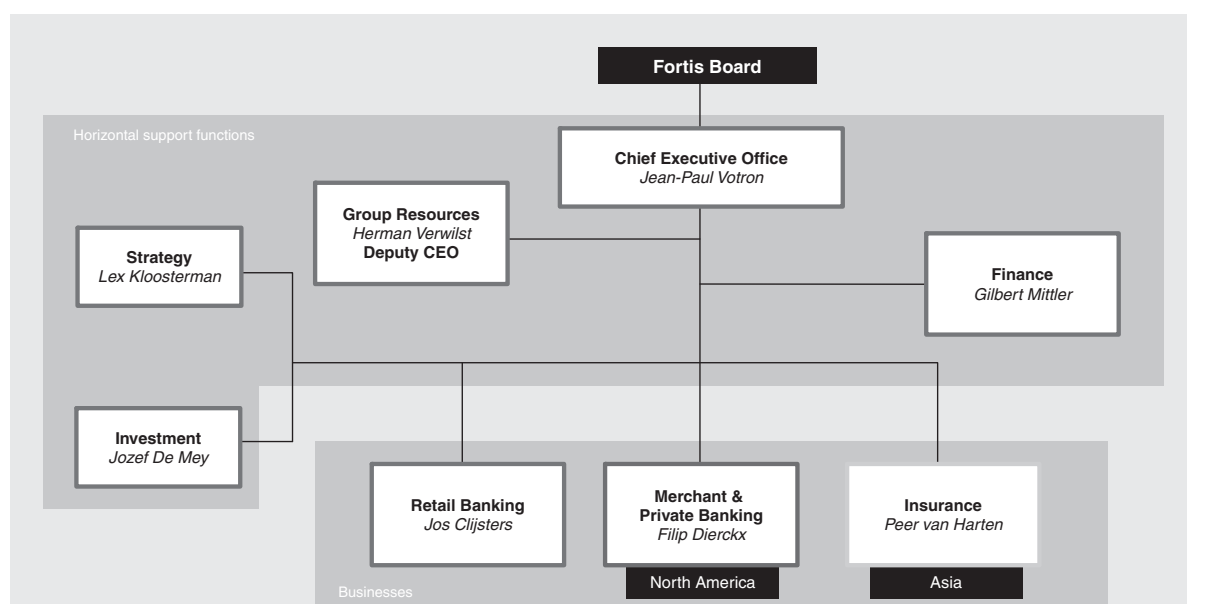 Fortis Board
Horizontal support functions
Chief Executive Office
Jean-Paul Votron
Group Resources
Herman Verwilst
Deputy CEO
Strategy
Lex Kloosterman
Finance
Gilbert Mittler
Investment
Jozef De Mey
Retail Banking
Jos Clijsters
Merchant &
Private Banking
Filip Dierckx
Insurance
Peer van Harten
North America
Asia
Businesses